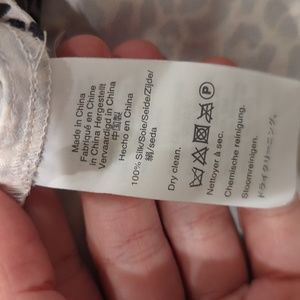 Made in China
Fabriqué en Chine
in China Hergestellt
Vervaardigd in China
中国製
Hecho en China
100% Silk/Soie/Seide/Zijde/
絹/seda
Dry clean.
Nettoyer à sec.
P
Chemische reinigung.
Stoomreinigen.
ドライクリーニング。